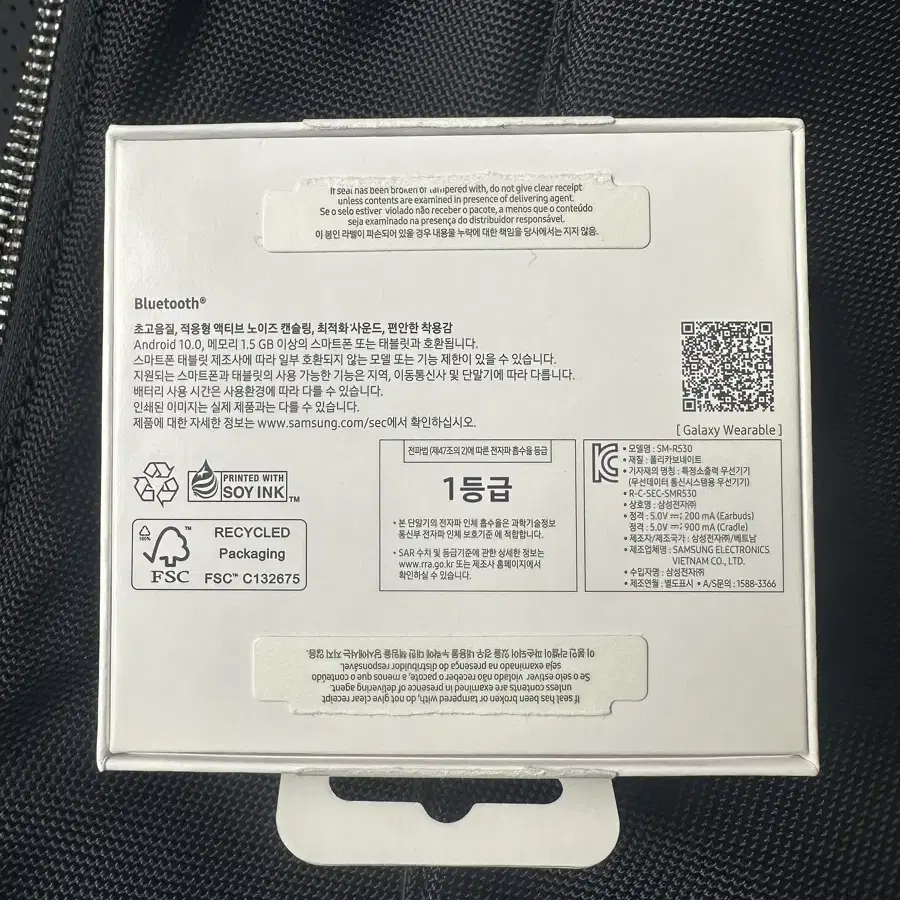 If seal has been broken or tampered with, do not give clear receipt
unless contents are examined in presence of delivering agent.
Se o selo estiver violado não receber o pacote, a menos que o conteúdo
seja examinado na presença do distribuidor responsável.
이 봉인 라벨이 파손되어 있을 경우 내용물 누락에 대한 책임을 당사에서는 지지 않음.
Bluetooth®
초고음질, 적응형 액티브 노이즈 캔슬링, 최적화 사운드, 편안한 착용감
Android 10.0, 메모리 1.5 GB 이상의 스마트폰 또는 태블릿과 호환됩니다.
스마트폰 태블릿 제조사에 따라 일부 호환되지 않는 모델 또는 기능 제한이 있을 수 있습니다.
지원되는 스마트폰과 태블릿의 사용 가능한 기능은 지역, 이동통신사 및 단말기에 따라 다릅니다.
배터리 사용 시간은 사용환경에 따라 다를 수 있습니다.
인쇄된 이미지는 실제 제품과는 다를 수 있습니다.
제품에 대한 자세한 정보는 www.samsung.com/sec에서 확인하십시오.
[ Galaxy Wearable ]
PRINTED WITH
SOY INK™
100%
FSC
™
RECYCLED
Packaging
FSC™ C132675
전파법 (제47조의 2)에 따른 전자파 흡수율 등급
1등급
• 본 단말기의 전자파 인체 흡수율은 과학기술정보
통신부 전자파 인체 보호기준 에 적합합니다.
• SAR 수치 및 등급기준에 관한 상세한 정보는
www.rra.go.kr 또는 제조사 홈페이지에서
확인하실 수 있습니다.
• 모델명 : SM-R530
• 재질 : 폴리카보네이트
• 기자재의 명칭 : 특정소출력 무선기기
(무선데이터 통신시스템용 무선기기)
• R-C-SEC-SMR530
• 상호명 : 삼성전자㈜
• 정격 : 5.0V ⎓; 200 mA (Earbuds)
정격 : 5.0V ⎓; 900 mA (Cradle)
• 제조자/제조국가 : 삼성전자㈜/베트남
• 제조업체명 : SAMSUNG ELECTRONICS
VIETNAM CO., LTD.
• 수입자명 : 삼성전자㈜
• 제조연월 : 별도표시 • A/S문의 : 1588-3366
If seal has been broken or tampered with, do not give clear receipt
unless contents are examined in presence of delivering agent.
Se o selo estiver violado não receber o pacote, a menos que o conteúdo
seja examinado na presença do distribuidor responsável.
이 봉인 라벨이 파손되어 있을 경우 내용물 누락에 대한 책임을 당사에서는 지지 않음.